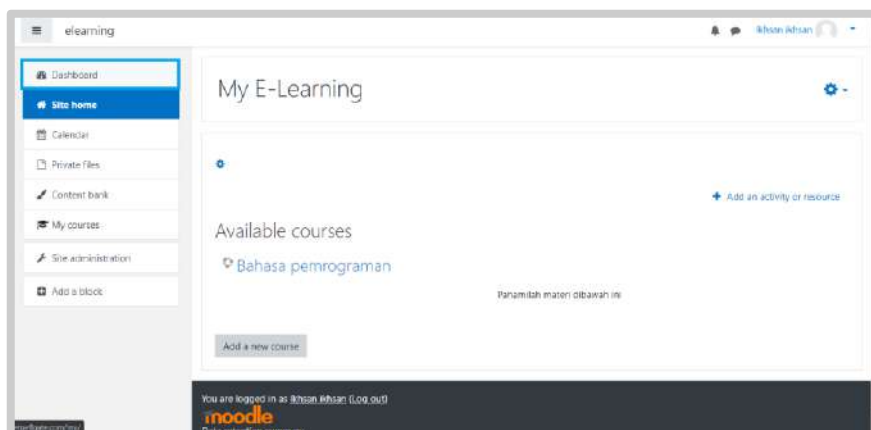 elearning
ikhsan ikhsan
Dashboard
Site home
Calendar
Private files
Content bank
My courses
Site administration
Add a block
My E-Learning
Add an activity or resource
Available courses
Bahasa pemrograman
Panamilah materi dibawah ini
Add a new course
You are logged in as ikhsan ikhsan (Log out)
moodle